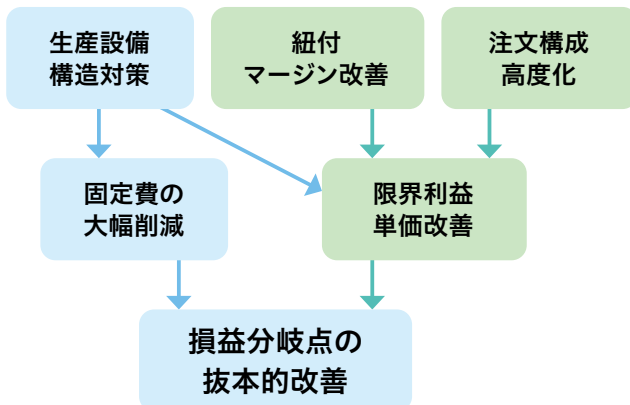 生産設備
構造対策
紐付
マージン改善
注文構成
高度化
固定費の
大幅削減
限界利益
単価改善
損益分岐点の
抜本的改善